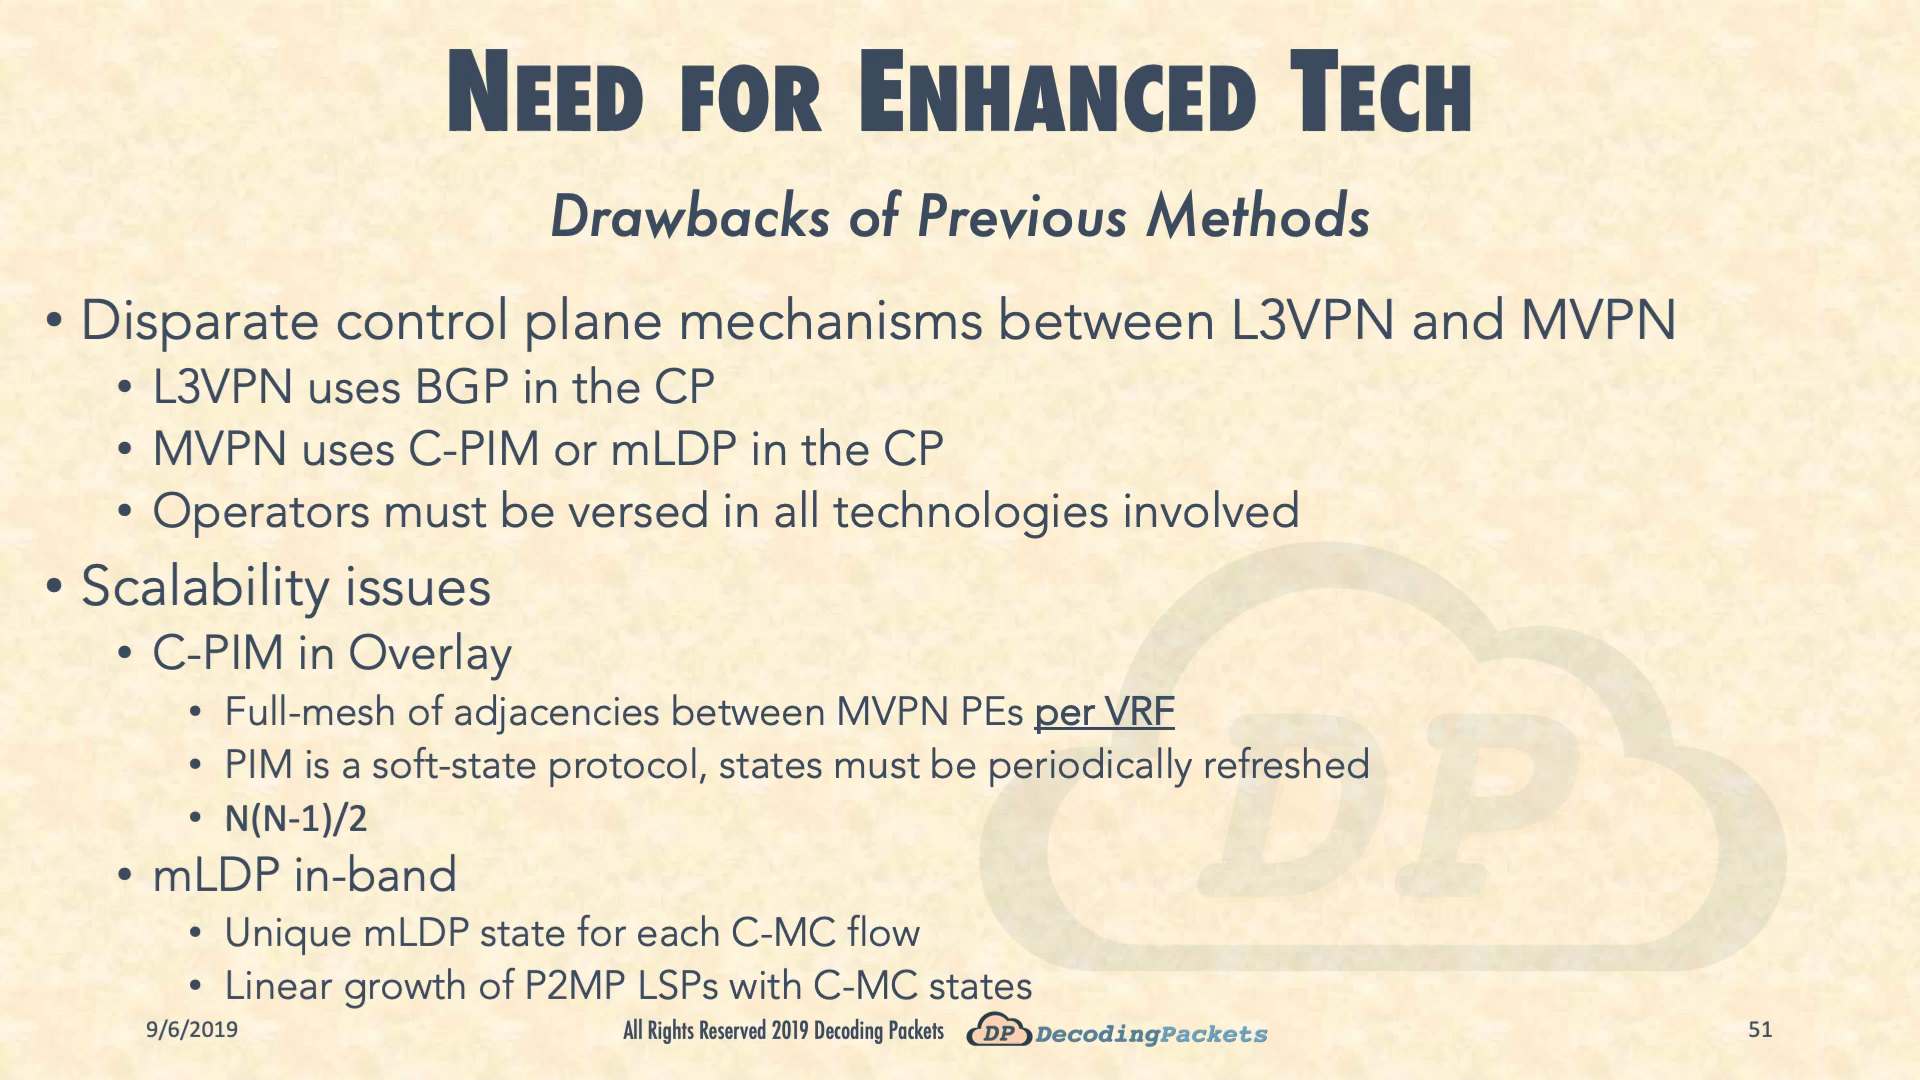 NEED FOR ENHANCED TECH
Drawbacks of Previous Methods
• Disparate control plane mechanisms between L3VPN and MVPN
• L3VPN uses BGP in the CP
• MVPN uses C-PIM or mLDP in the CP
• Operators must be versed in all technologies involved
• Scalability issues
• C-PIM in Overlay
• Full-mesh of adjacencies between MVPN PEs per VRF
• PIM is a soft-state protocol, states must be periodically refreshed
• N(N-1)/2
• mLDP in-band
• Unique mLDP state for each C-MC flow
• Linear growth of P2MP LSPs with C-MC states
DP
9/6/2019
All Rights Reserved 2019 Decoding Packets
DP DecodingPackets
51